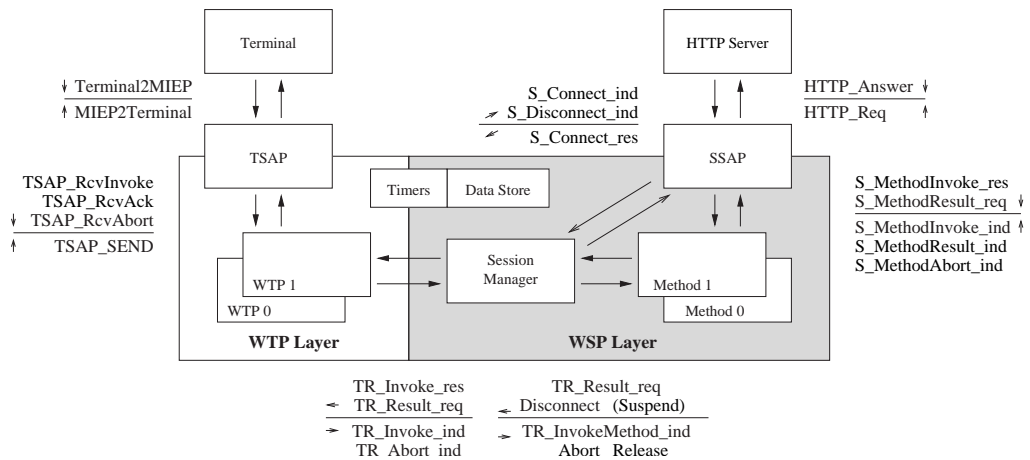 Terminal
HTTP Server
Terminal2MIEP
MIEP2Terminal
S_Connect_ind
S_Disconnect_ind
S_Connect_res
HTTP_Answer
HTTP_Req
TSAP
SSAP
TSAP_RcvInvoke
TSAP_RcvAck
TSAP_RcvAbort
TSAP_SEND
Timers
Data Store
S_MethodInvoke_res
S_MethodResult_req
S_MethodInvoke_ind
S_MethodResult_ind
S_MethodAbort_ind
Session
Manager
WTP 1
WTP 0
Method 1
Method 0
WTP Layer
WSP Layer
TR_Invoke_res
TR_Result_req
TR_Invoke_ind
TR_Abort_ind
TR_Result_req
Disconnect (Suspend)
TR_InvokeMethod_ind
Abort Release